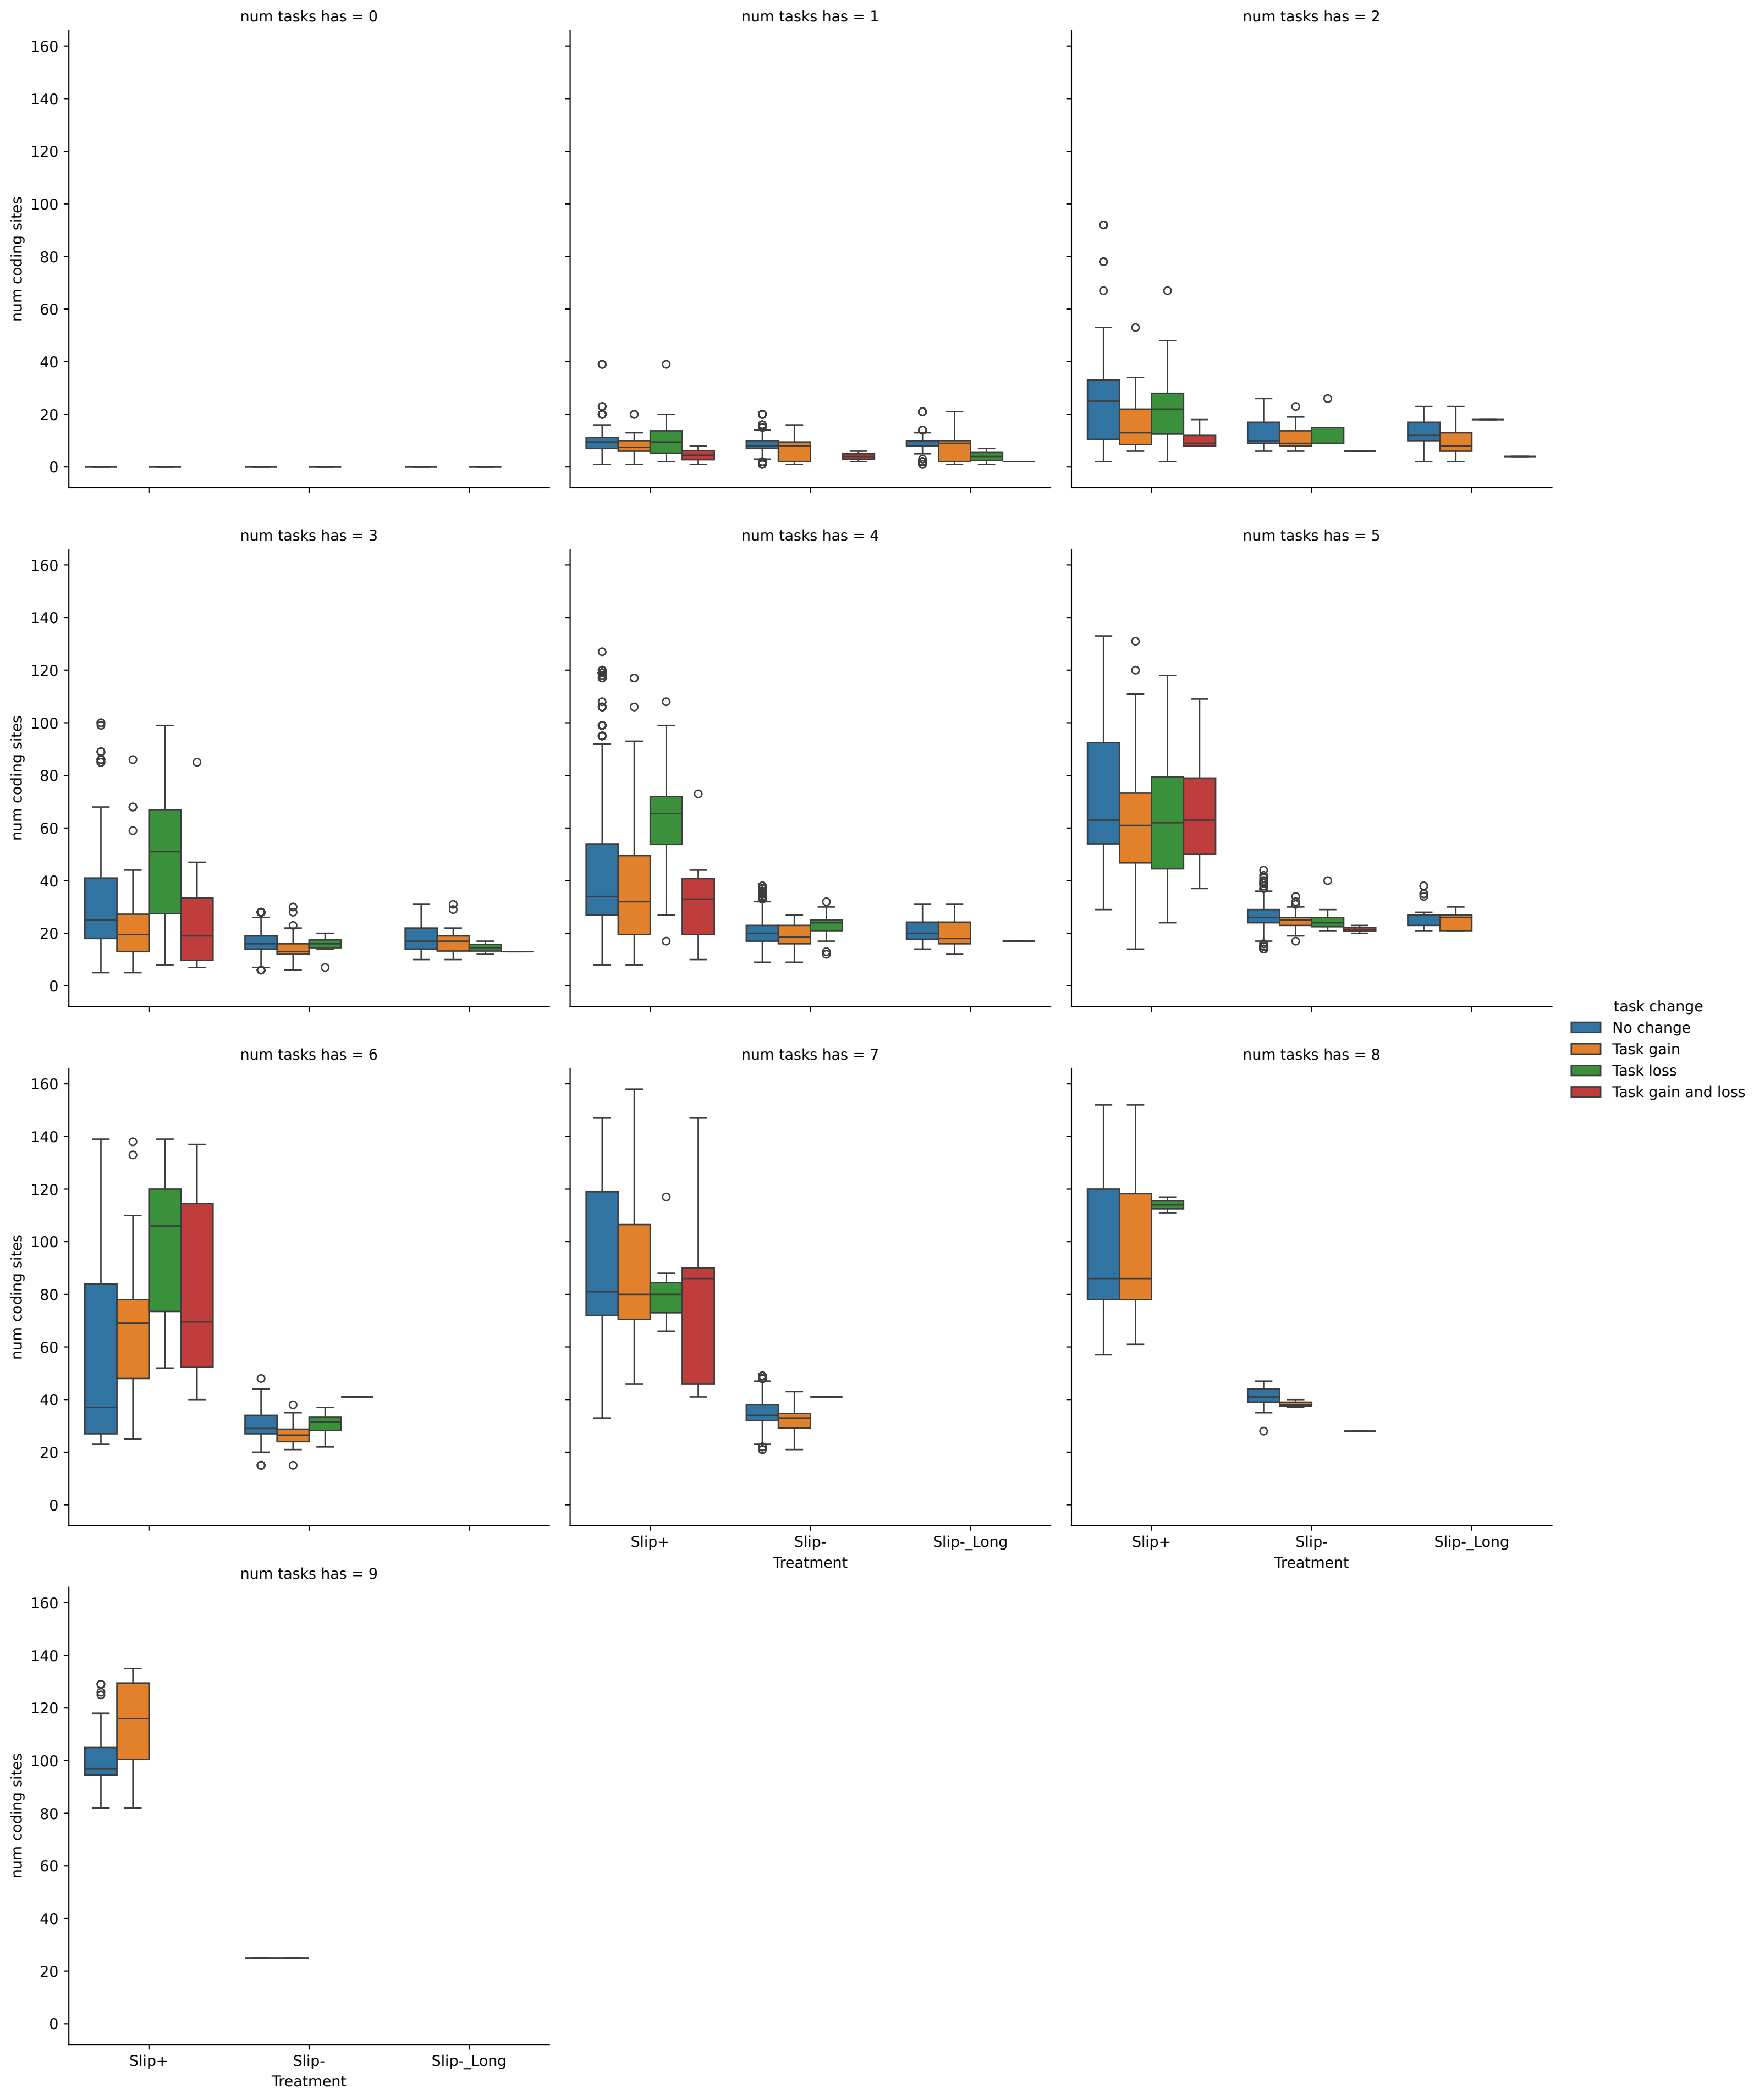 num tasks has = 0
num tasks has = 1
num tasks has = 2
160
140
120
100
80
60
40
20
0
num coding sites
num tasks has = 3
num tasks has = 4
num tasks has = 5
160
140
120
100
80
60
40
20
0
num coding sites
task change
No change
Task gain
Task loss
Task gain and loss
num tasks has = 6
num tasks has = 7
num tasks has = 8
160
140
120
100
80
60
40
20
0
num coding sites
Slip+ Slip- Slip-_Long
Treatment
Slip+ Slip- Slip-_Long
Treatment
num tasks has = 9
160
140
120
100
80
60
40
20
0
num coding sites
Slip+ Slip- Slip-_Long
Treatment